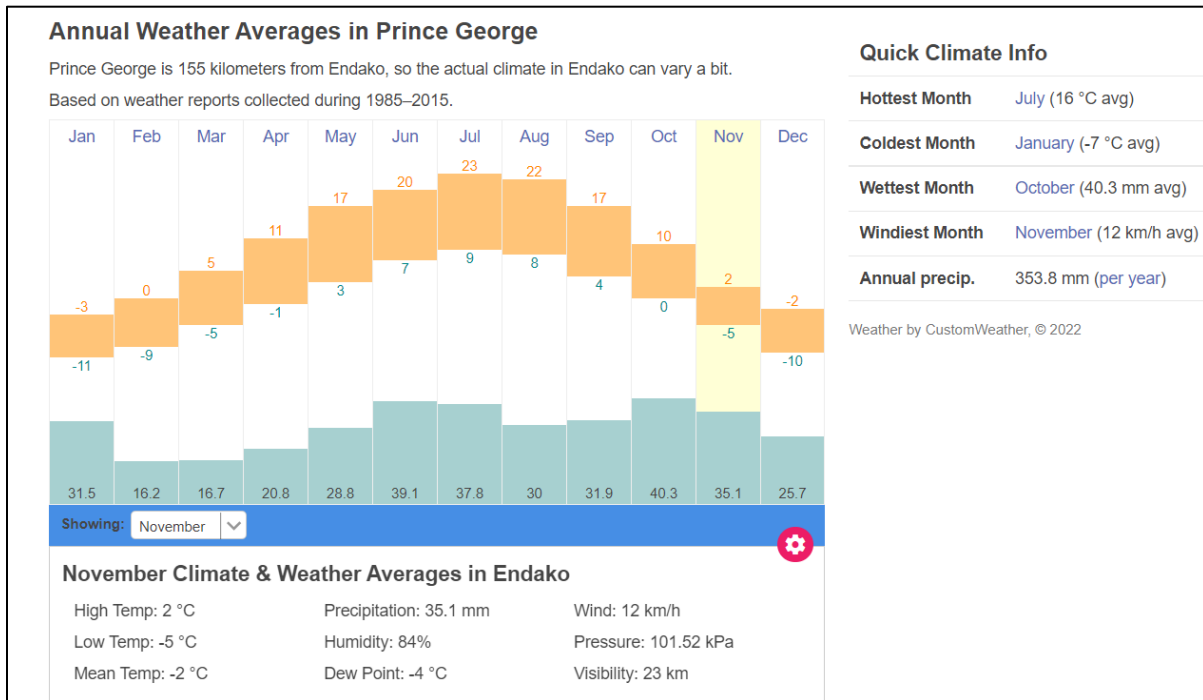 Annual Weather Averages in Prince George
Prince George is 155 kilometers from Endako, so the actual climate in Endako can vary a bit.
Based on weather reports collected during 1985–2015.
Jan Feb Mar Apr May Jun Jul Aug Sep Oct Nov Dec
-3 0 5 11 17 20 23 22 17 10 2 -2
-11 -9 -5 -1 3 7 9 8 4 0 -5 -10
31.5 16.2 16.7 20.8 28.8 39.1 37.8 30 31.9 40.3 35.1 25.7
Showing: November
November Climate & Weather Averages in Endako
High Temp: 2 °C Precipitation: 35.1 mm Wind: 12 km/h
Low Temp: -5 °C Humidity: 84% Pressure: 101.52 kPa
Mean Temp: -2 °C Dew Point: -4 °C Visibility: 23 km
Quick Climate Info
Hottest Month July (16 °C avg)
Coldest Month January (-7 °C avg)
Wettest Month October (40.3 mm avg)
Windiest Month November (12 km/h avg)
Annual precip. 353.8 mm (per year)
Weather by CustomWeather, © 2022